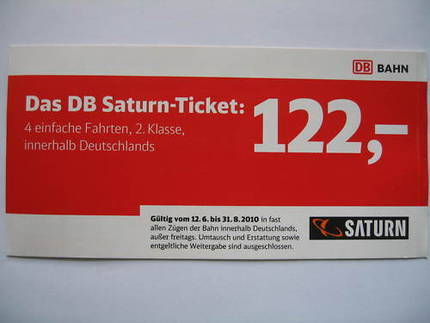 DB BAHN
Das DB Saturn-Ticket:
4 einfache Fahrten, 2. Klasse,
innerhalb Deutschlands
122,-
Gültig vom 12.6. bis 31.8.2010 in fast
allen Zügen der Bahn innerhalb Deutschlands,
außer freitags. Umtausch und Erstattung sowie
entgeltliche Weitergabe sind ausgeschlossen.
SATURN